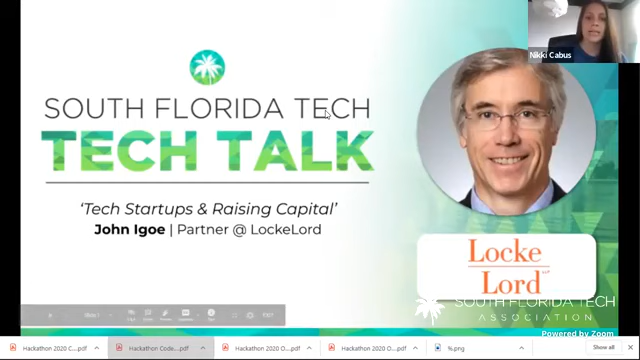 Nikki Cabus
SOUTH FLORIDA TECH
TECH TALK
'Tech Startups & Raising Capital'
John Igoe | Partner @ LockeLord
Locke
Lord
SOUTH FLORIDA TECH
ASSOCIATION
Powered by Zoom
Hackathon 2020 C....pdf
Hackathon Code....pdf
Hackathon 2020 O....pdf
Hackathon 2020 O....pdf
%.png
Show all